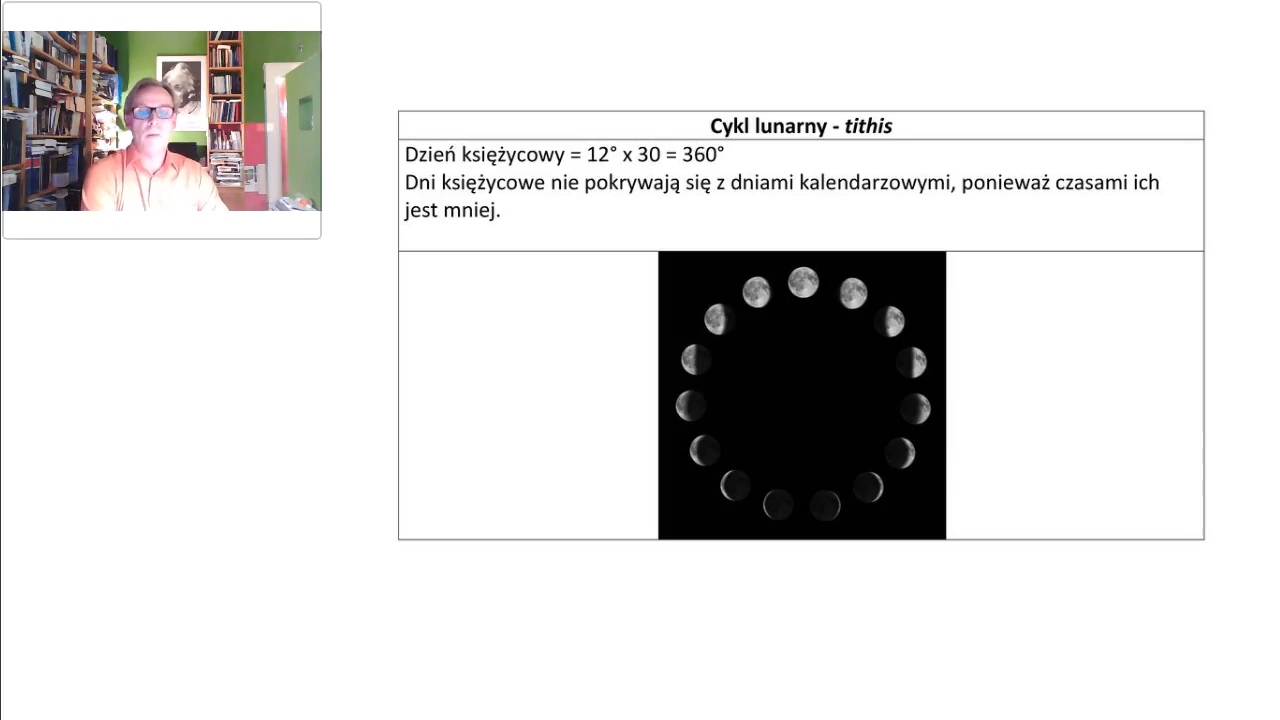 Cykl lunarny - tithis
Dzień księżycowy = 12° x 30 = 360°
Dni księżycowe nie pokrywają się z dniami kalendarzowymi, ponieważ czasami ich
jest mniej.